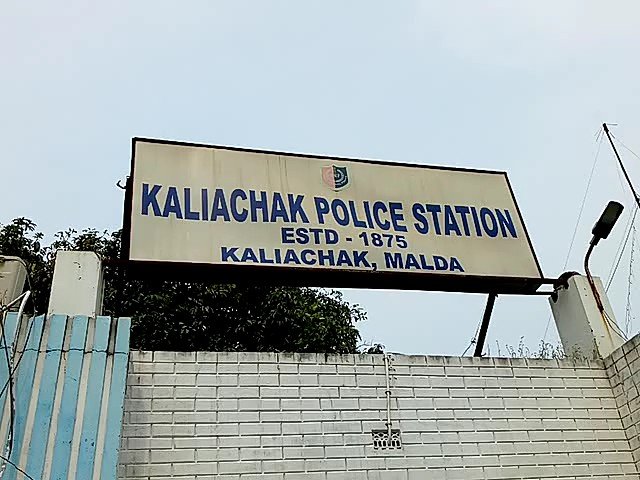 KALIACHAK POLICE STATION
ESTD - 1875
KALIACHAK, MALDA